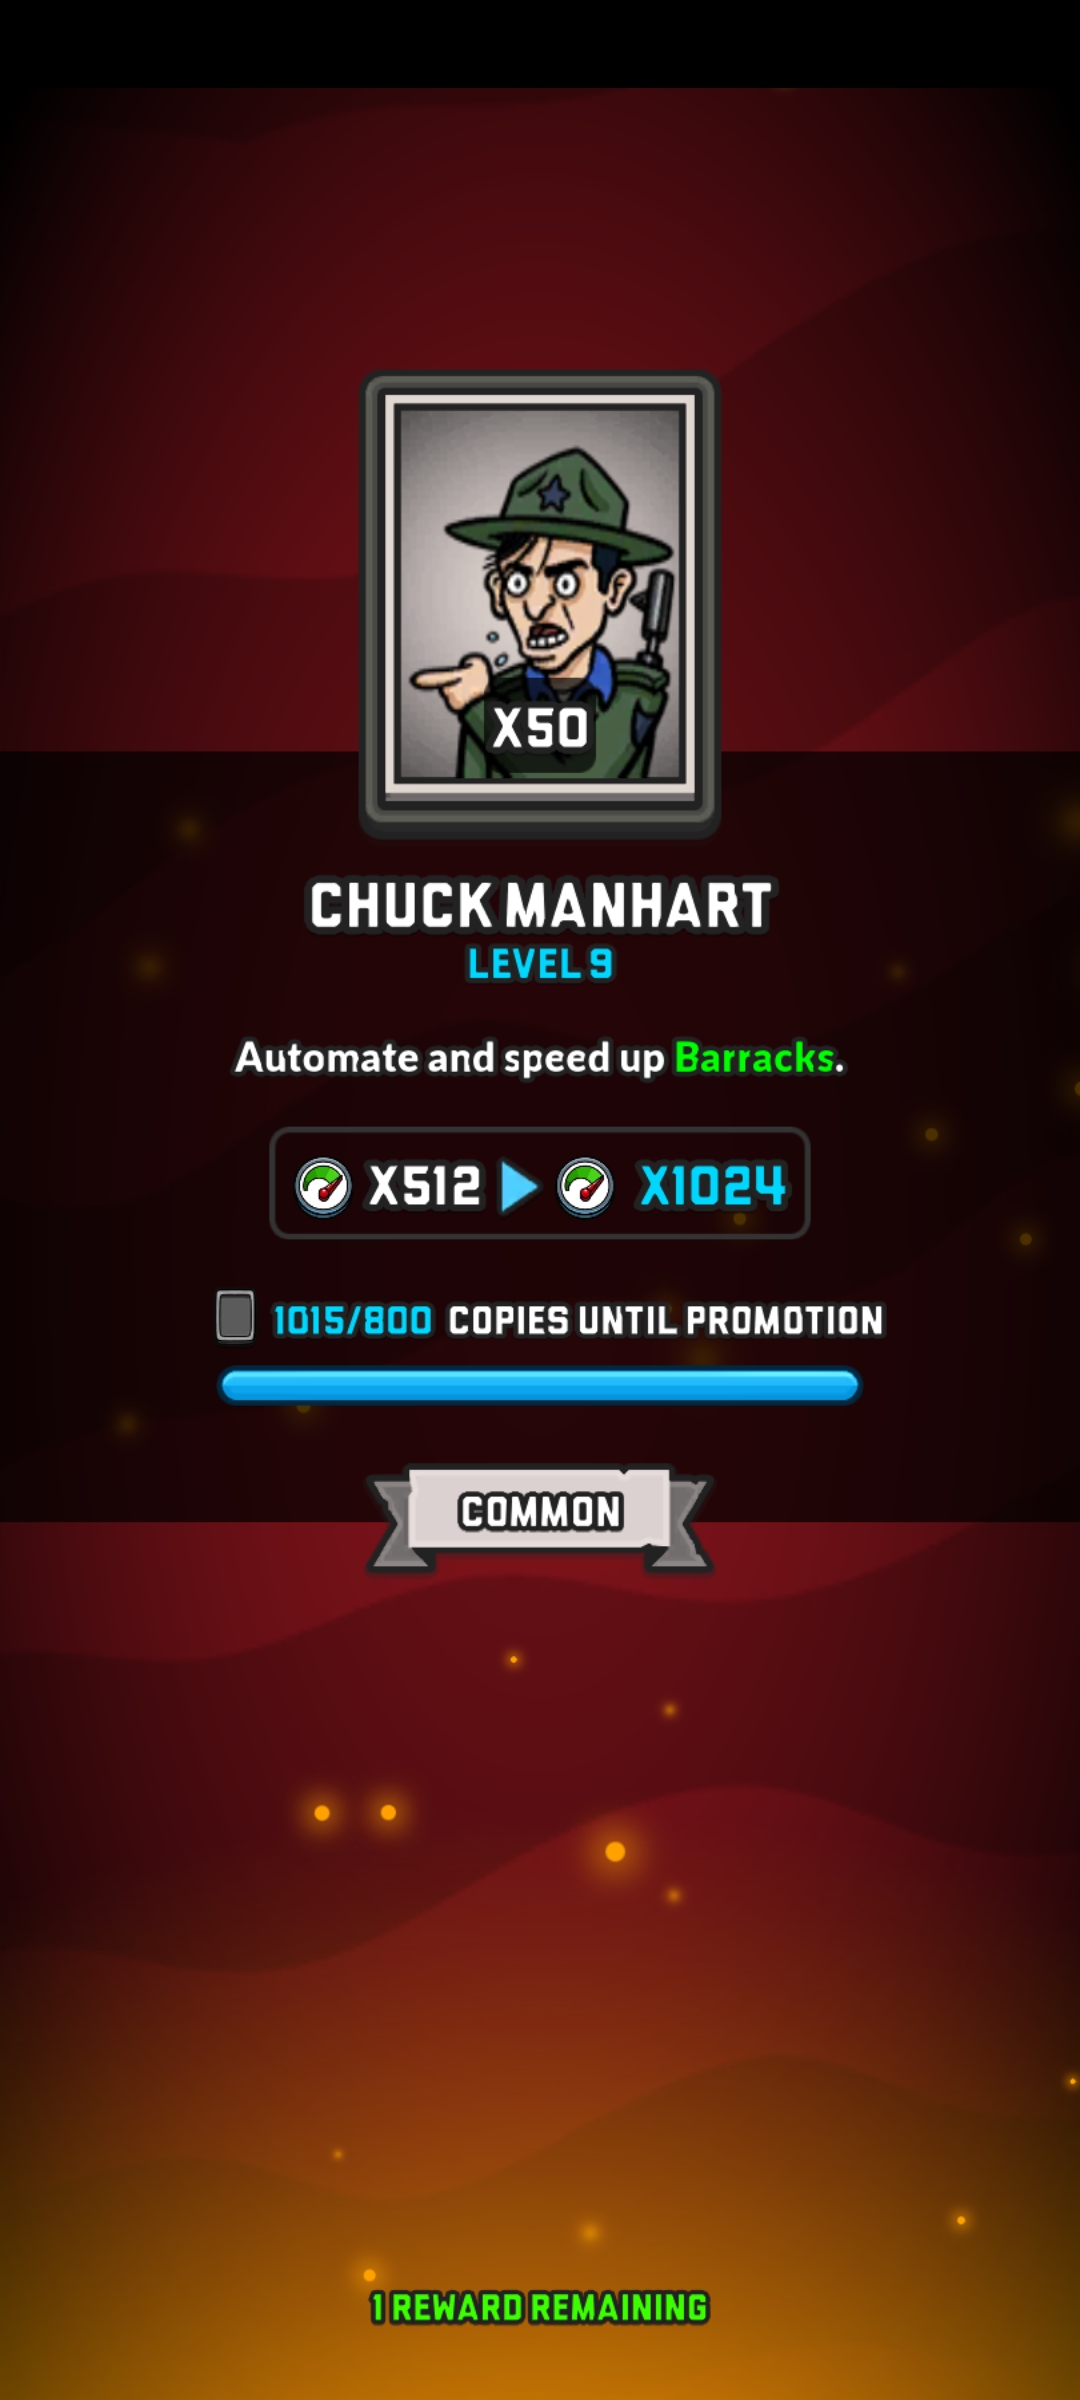 X50
CHUCK MANHART
LEVEL 9
Automate and speed up Barracks.
X512 X1024
1015/800 COPIES UNTIL PROMOTION
COMMON
1 REWARD REMAINING